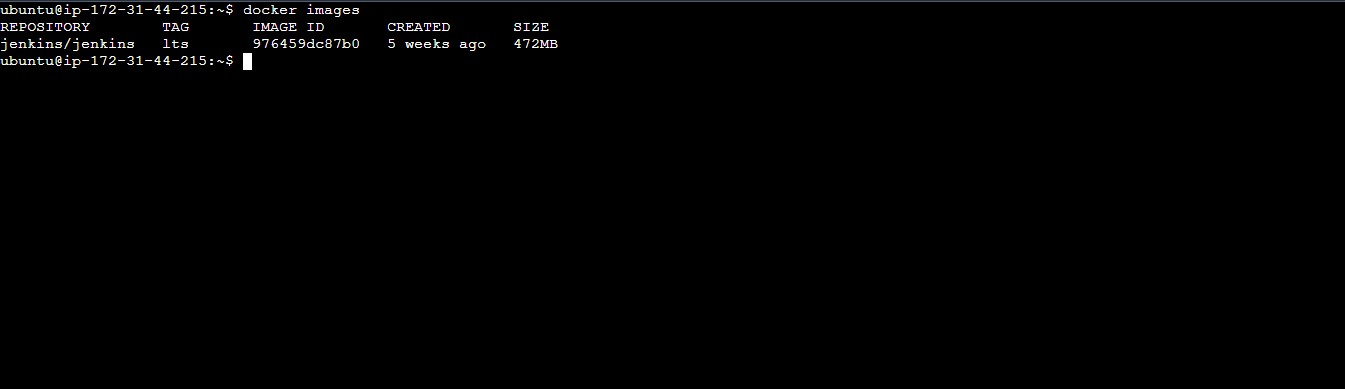 ubuntu@ip-172-31-44-215:~$ docker images
REPOSITORY TAG IMAGE ID CREATED SIZE
jenkins/jenkins lts 976459dc87b0 5 weeks ago 472MB
ubuntu@ip-172-31-44-215:~$